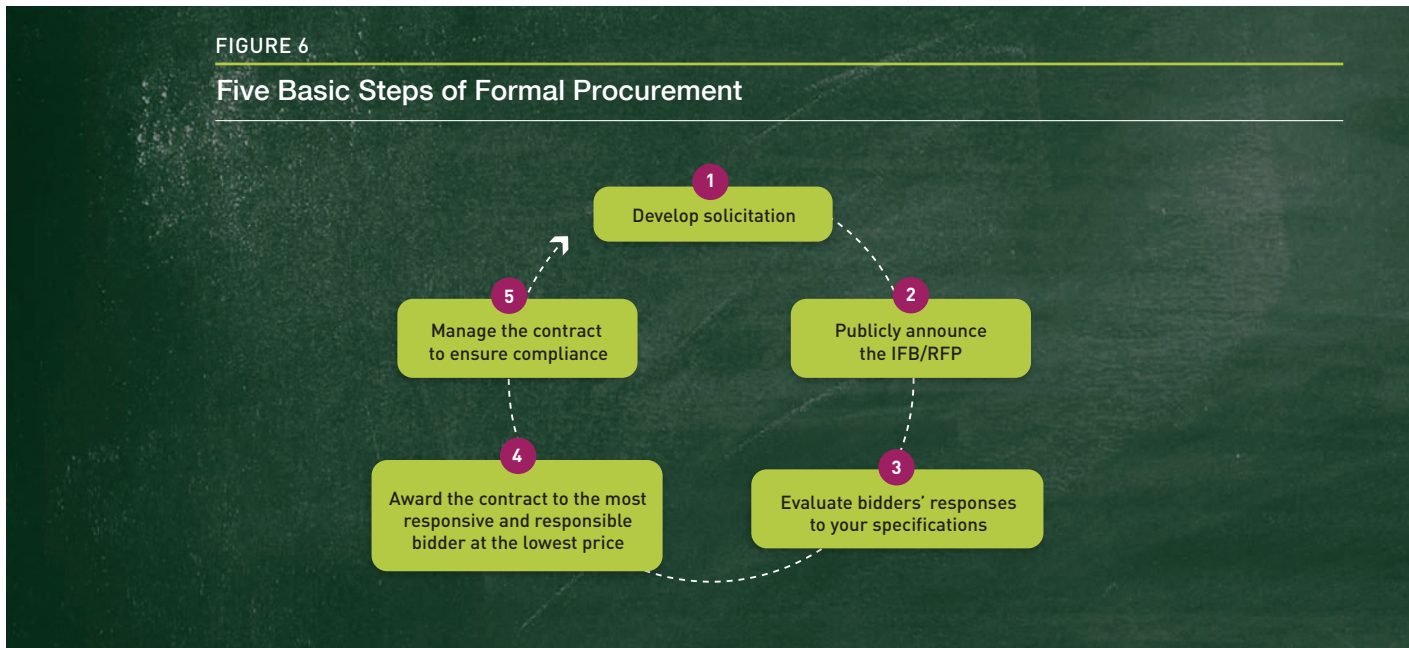 FIGURE 6
Five Basic Steps of Formal Procurement
1
Develop solicitation
2
Publicly announce
the IFB/RFP
3
Evaluate bidders’ responses
to your specifications
4
Award the contract to the most
responsive and responsible
bidder at the lowest price
5
Manage the contract
to ensure compliance